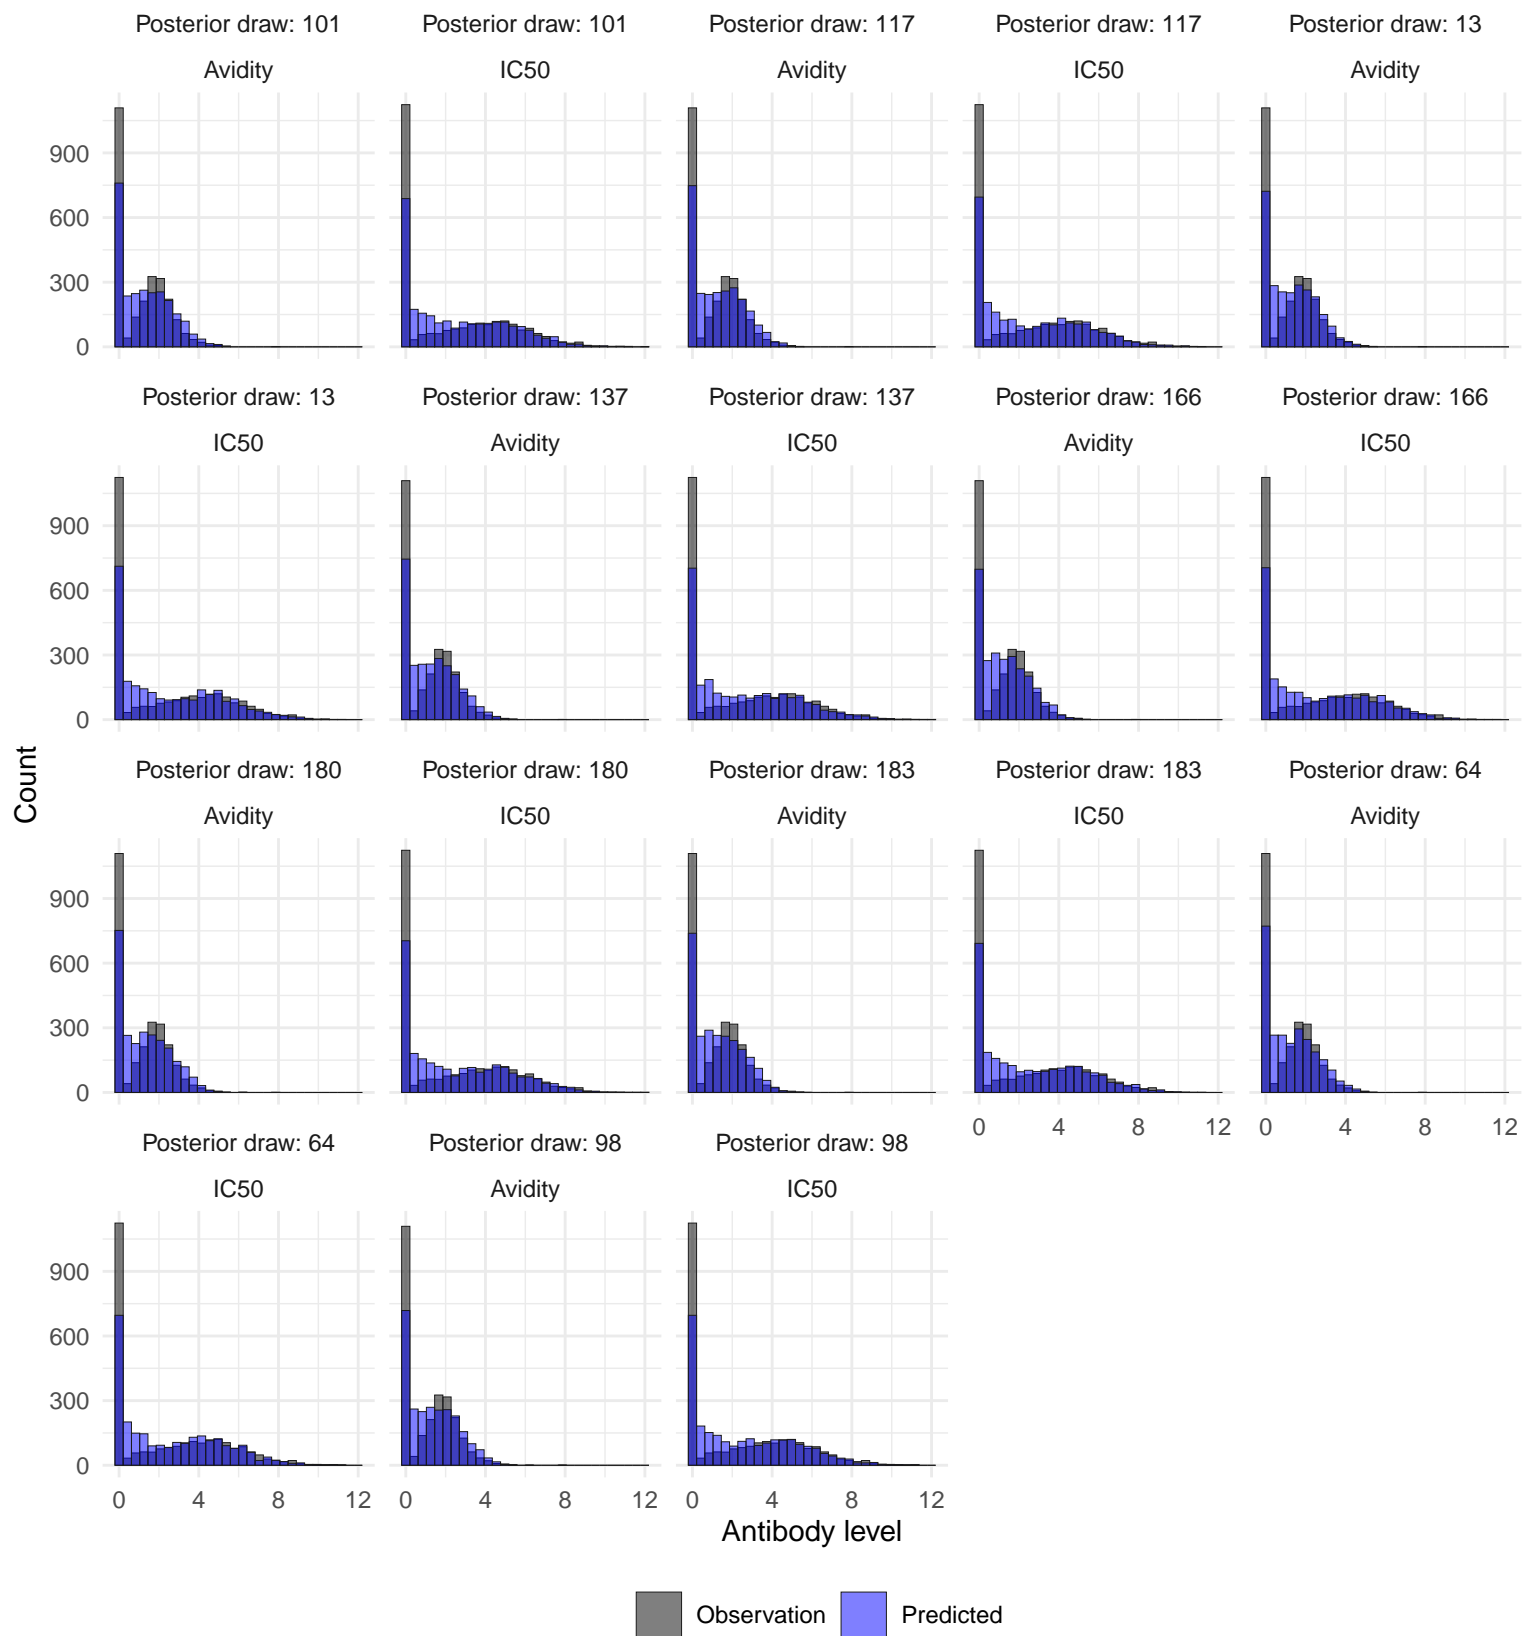 Posterior draw: 101 Posterior draw: 101 Posterior draw: 117 Posterior draw: 117 Posterior draw: 13
Avidity IC50 Avidity IC50 Avidity
900
600
300
0
Posterior draw: 13 Posterior draw: 137 Posterior draw: 137 Posterior draw: 166 Posterior draw: 166
IC50 Avidity IC50 Avidity IC50
900
600
300
0
Count
Posterior draw: 180 Posterior draw: 180 Posterior draw: 183 Posterior draw: 183 Posterior draw: 64
Avidity IC50 Avidity IC50 Avidity
900
600
300
0
0 4 8 12 0 4 8 12
Posterior draw: 64 Posterior draw: 98 Posterior draw: 98
IC50 Avidity IC50
900
600
300
0
0 4 8 12 0 4 8 12 0 4 8 12
Antibody level
Observation Predicted